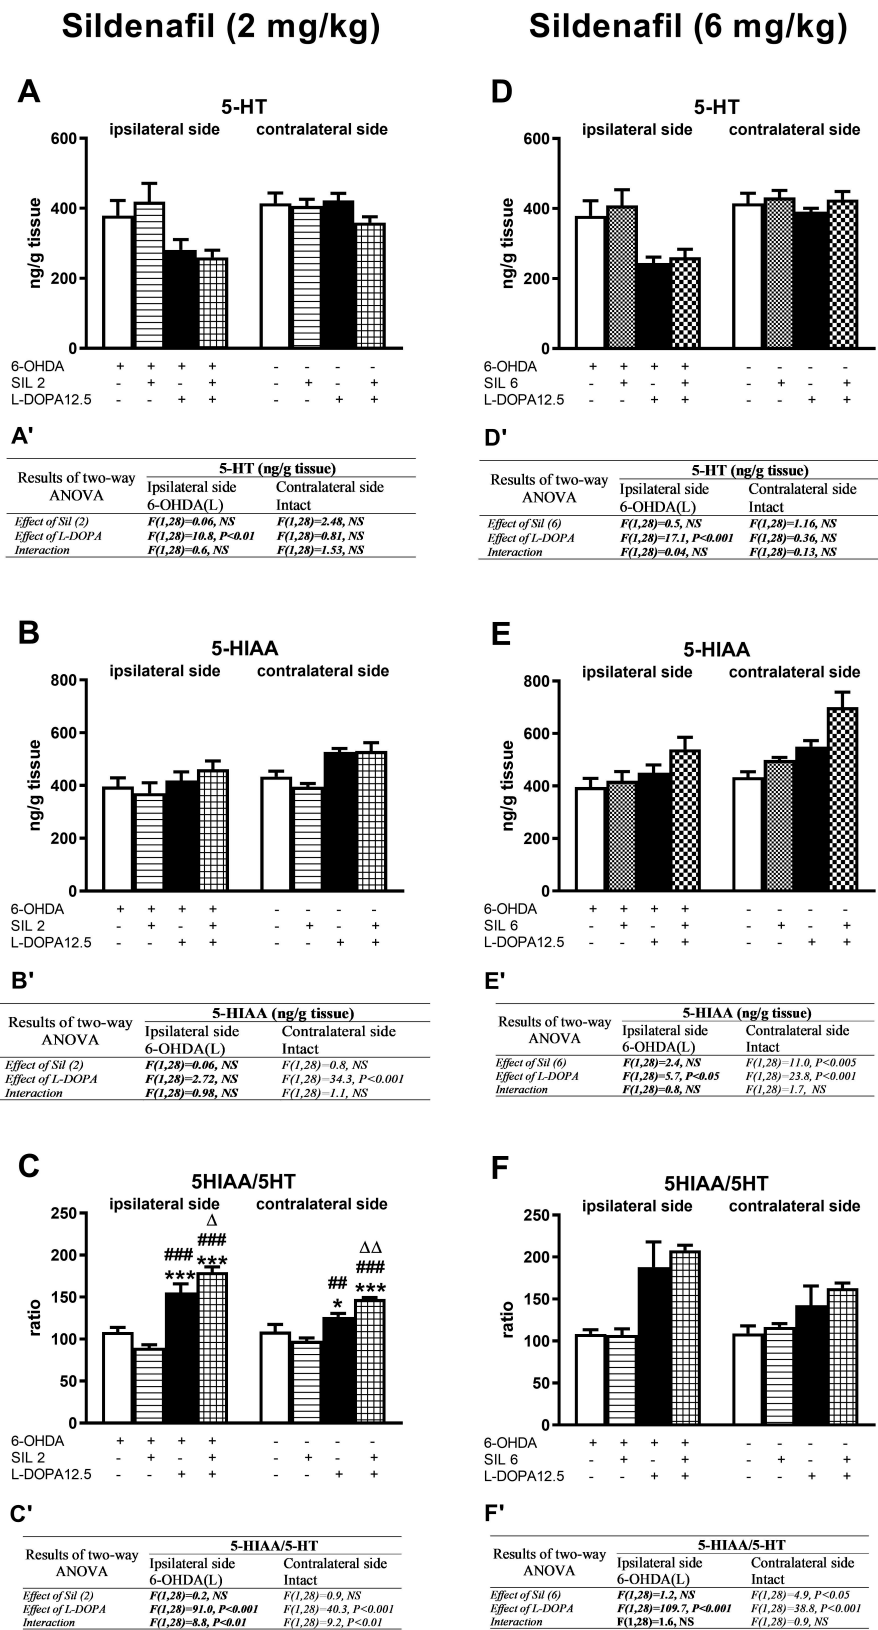 Sildenafil (2 mg/kg)
Sildenafil (6 mg/kg)
A
5-HT
ipsilateral side contralateral side
600
400
200
0
ng/g tissue
6-OHDA + + + + - - - -
SIL 2 - + - + - + - +
L-DOPA12.5 - - + + - - + +
A'
Results of two-way ANOVA
5-HT (ng/g tissue)
Ipsilateral side 6-OHDA(L)
Contralateral side Intact
Effect of Sil (2) F(1,28)=0.06, NS F(1,28)=2.48, NS
Effect of L-DOPA F(1,28)=10.8, P<0.01 F(1,28)=0.81, NS
Interaction F(1,28)=0.6, NS F(1,28)=1.53, NS
B
5-HIAA
ipsilateral side contralateral side
800
600
400
200
0
ng/g tissue
6-OHDA + + + + - - - -
SIL 2 - + - + - + - +
L-DOPA12.5 - - + + - - + +
B'
Results of two-way ANOVA
5-HIAA (ng/g tissue)
Ipsilateral side 6-OHDA(L)
Contralateral side Intact
Effect of Sil (2) F(1,28)=0.06, NS F(1,28)=0.8, NS
Effect of L-DOPA F(1,28)=2.72, NS F(1,28)=34.3, P<0.001
Interaction F(1,28)=0.98, NS F(1,28)=1.1, NS
C
5HIAA/5HT
ipsilateral side contralateral side
250
200
150
100
50
0
ratio
###
***
Δ
###
***
##
*
ΔΔ
###
***
6-OHDA + + + + - - - -
SIL 2 - + - + - + - +
L-DOPA12.5 - - + + - - + +
C'
Results of two-way ANOVA
5-HIAA/5-HT
Ipsilateral side 6-OHDA(L)
Contralateral side Intact
Effect of Sil (2) F(1,28)=0.2, NS F(1,28)=0.9, NS
Effect of L-DOPA F(1,28)=91.0, P<0.001 F(1,28)=40.3, P<0.001
Interaction F(1,28)=8.8, P<0.01 F(1,28)=9.2, P<0.01
D
5-HT
ipsilateral side contralateral side
600
400
200
0
ng/g tissue
6-OHDA + + + + - - - -
SIL 6 - + - + - + - +
L-DOPA12.5 - - + + - - + +
D'
Results of two-way ANOVA
5-HT (ng/g tissue)
Ipsilateral side 6-OHDA(L)
Contralateral side Intact
Effect of Sil (6) F(1,28)=0.5, NS F(1,28)=1.16, NS
Effect of L-DOPA F(1,28)=17.1, P<0.001 F(1,28)=0.36, NS
Interaction F(1,28)=0.04, NS F(1,28)=0.13, NS
E
5-HIAA
ipsilateral side contralateral side
800
600
400
200
0
ng/g tissue
6-OHDA + + + + - - - -
SIL 6 - + - + - + - +
L-DOPA12.5 - - + + - - + +
E'
Results of two-way ANOVA
5-HIAA (ng/g tissue)
Ipsilateral side 6-OHDA(L)
Contralateral side Intact
Effect of Sil (6) F(1,28)=2.4, NS F(1,28)=11.0, P<0.005
Effect of L-DOPA F(1,28)=5.7, P<0.05 F(1,28)=23.8, P<0.001
Interaction F(1,28)=0.8, NS F(1,28)=1.7, NS
F
5HIAA/5HT
ipsilateral side contralateral side
250
200
150
100
50
0
ratio
6-OHDA + + + + - - - -
SIL 6 - + - + - + - +
L-DOPA12.5 - - + + - - + +
F'
Results of two-way ANOVA
5-HIAA/5-HT
Ipsilateral side 6-OHDA(L)
Contralateral side Intact
Effect of Sil (6) F(1,28)=1.2, NS F(1,28)=4.9, P<0.05
Effect of L-DOPA F(1,28)=109.7, P<0.001 F(1,28)=38.8, P<0.001
Interaction F(1,28)=1.6, NS F(1,28)=0.9, NS